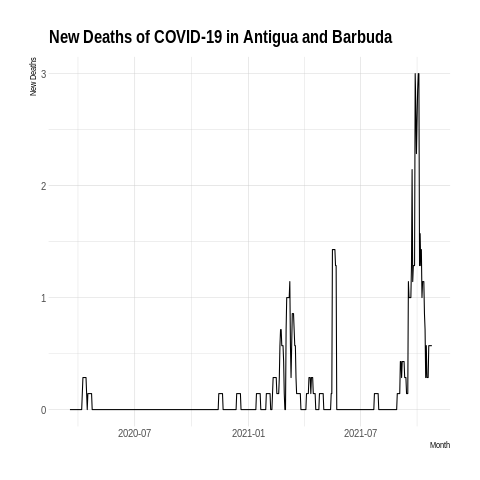 New Deaths of COVID-19 in Antigua and Barbuda
New Deaths
3
2
1
0
2020-07
2021-01
2021-07
Month